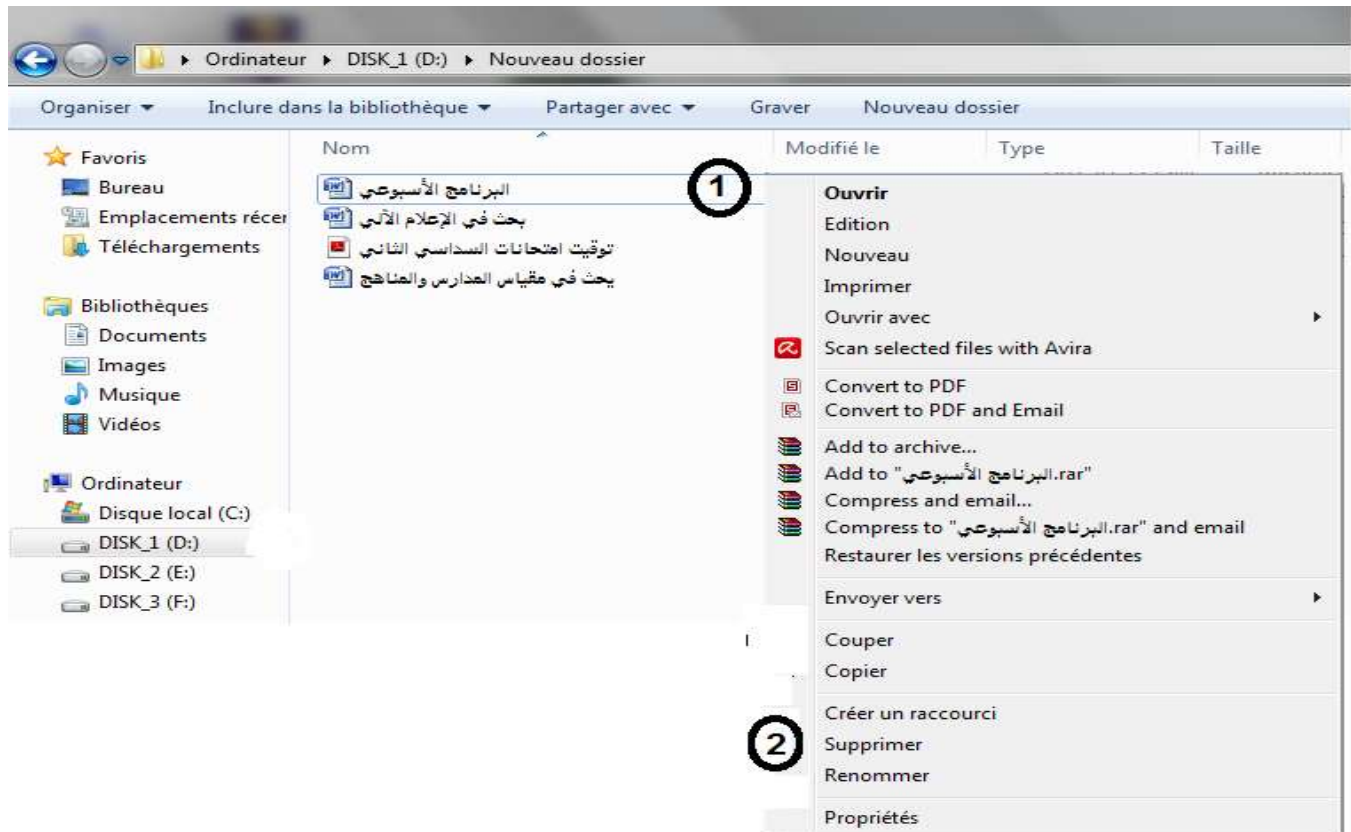 Ordinateur ▸ DISK_1 (D:) ▸ Nouveau dossier
Organiser Inclure dans la bibliothèque Partager avec Graver Nouveau dossier
Favoris
Bureau
Emplacements récer
Téléchargements
Bibliothèques
Documents
Images
Musique
Vidéos
Ordinateur
Disque local (C:)
DISK_1 (D:)
DISK_2 (E:)
DISK_3 (F:)
Nom Modifié le Type Taille
البرنامج الأسبوعي
بحث في الإعلام الآلي
توقيت امتحانات السداسي الثاني
بحث في مقياس المدارس والمناهج
1
Ouvrir
Edition
Nouveau
Imprimer
Ouvrir avec
Scan selected files with Avira
Convert to PDF
Convert to PDF and Email
Add to archive...
Add to "البرنامج الأسبوعي.rar"
Compress and email...
Compress to "البرنامج الأسبوعي.rar" and email
Restaurer les versions précédentes
Envoyer vers
Couper
Copier
Créer un raccourci
2
Supprimer
Renommer
Propriétés